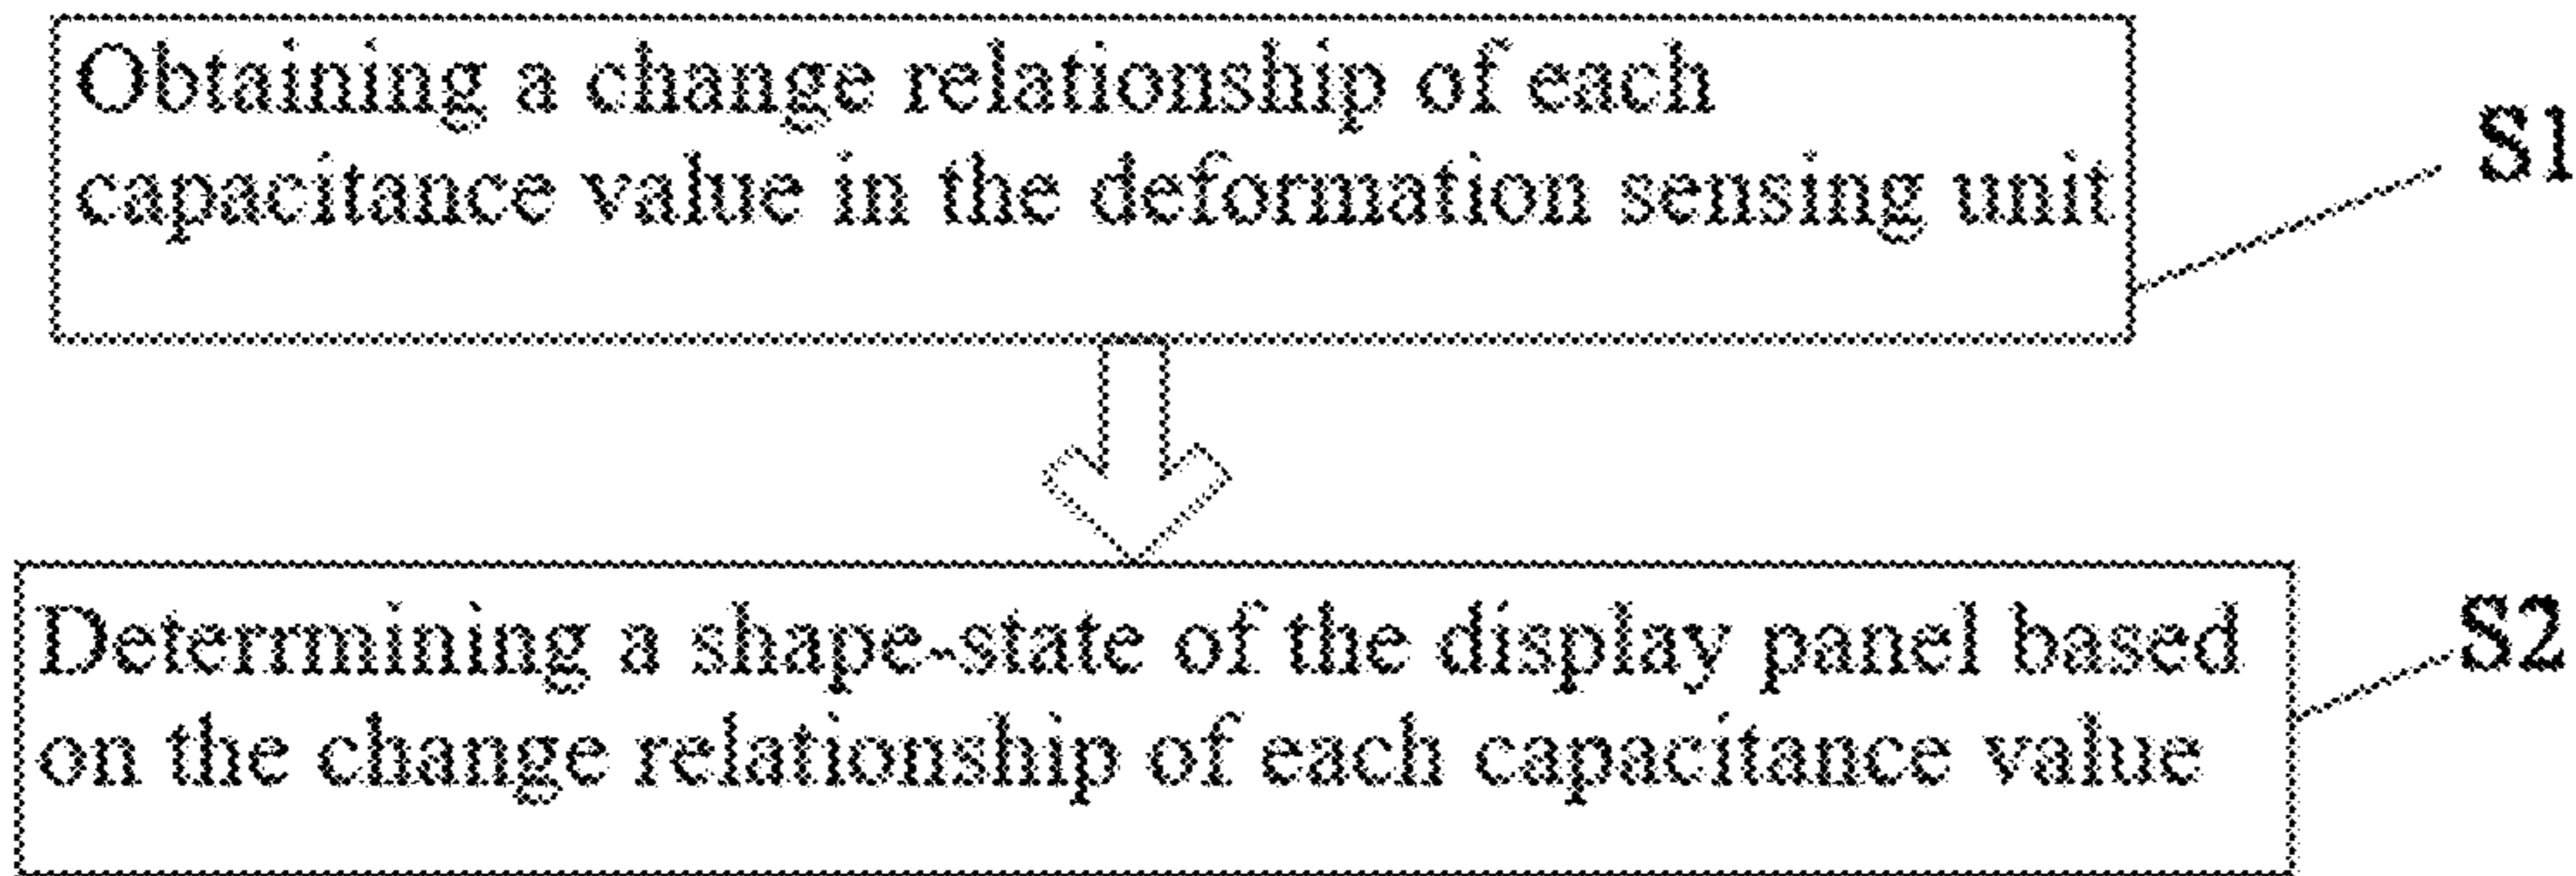 Obtaining a change relationship of each
capacitance value in the deformation sensing unit
S1
Determining a shape-state of the display panel based
on the change relationship of each capacitance value
S2